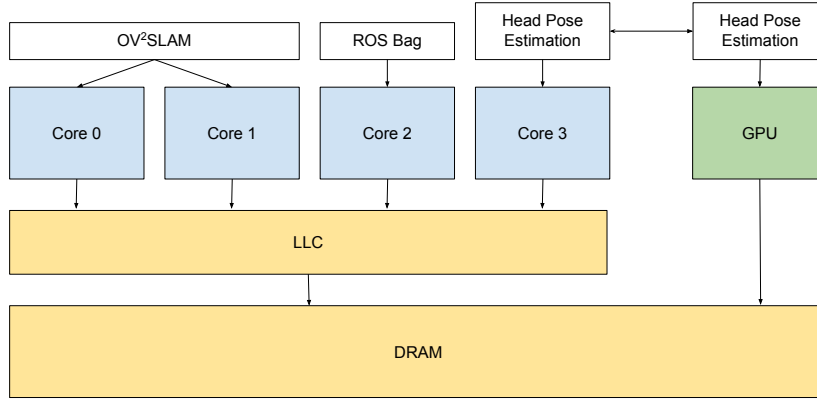 OV²SLAM
ROS Bag
Head Pose
Estimation
Head Pose
Estimation
Core 0
Core 1
Core 2
Core 3
GPU
LLC
DRAM